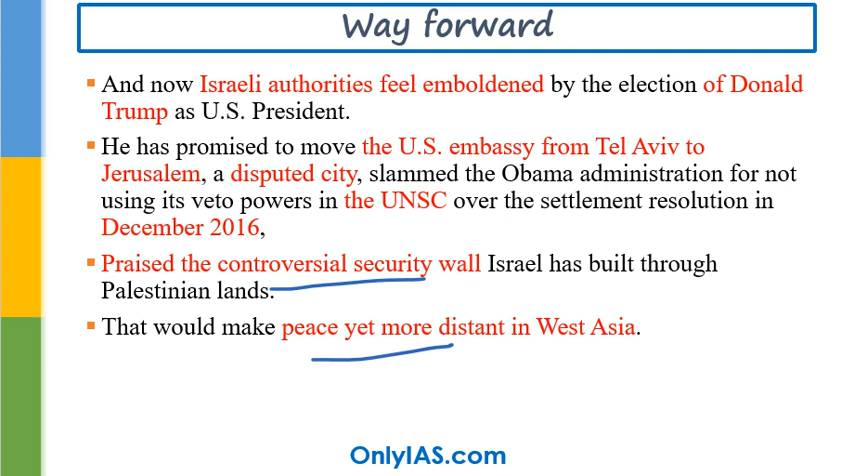 Way forward
And now Israeli authorities feel emboldened by the election of Donald
Trump as U.S. President.
He has promised to move the U.S. embassy from Tel Aviv to
Jerusalem, a disputed city, slammed the Obama administration for not
using its veto powers in the UNSC over the settlement resolution in
December 2016,
Praised the controversial security wall Israel has built through
Palestinian lands.
That would make peace yet more distant in West Asia.
OnlyIAS.com